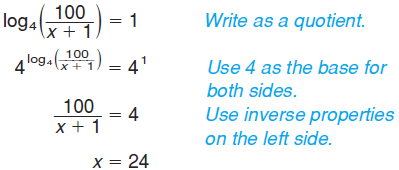 log₄(100/(x + 1)) = 1 Write as a quotient.
4^(log₄(100/(x + 1))) = 4¹ Use 4 as the base for
both sides.
100/(x + 1) = 4 Use inverse properties
on the left side.
x = 24